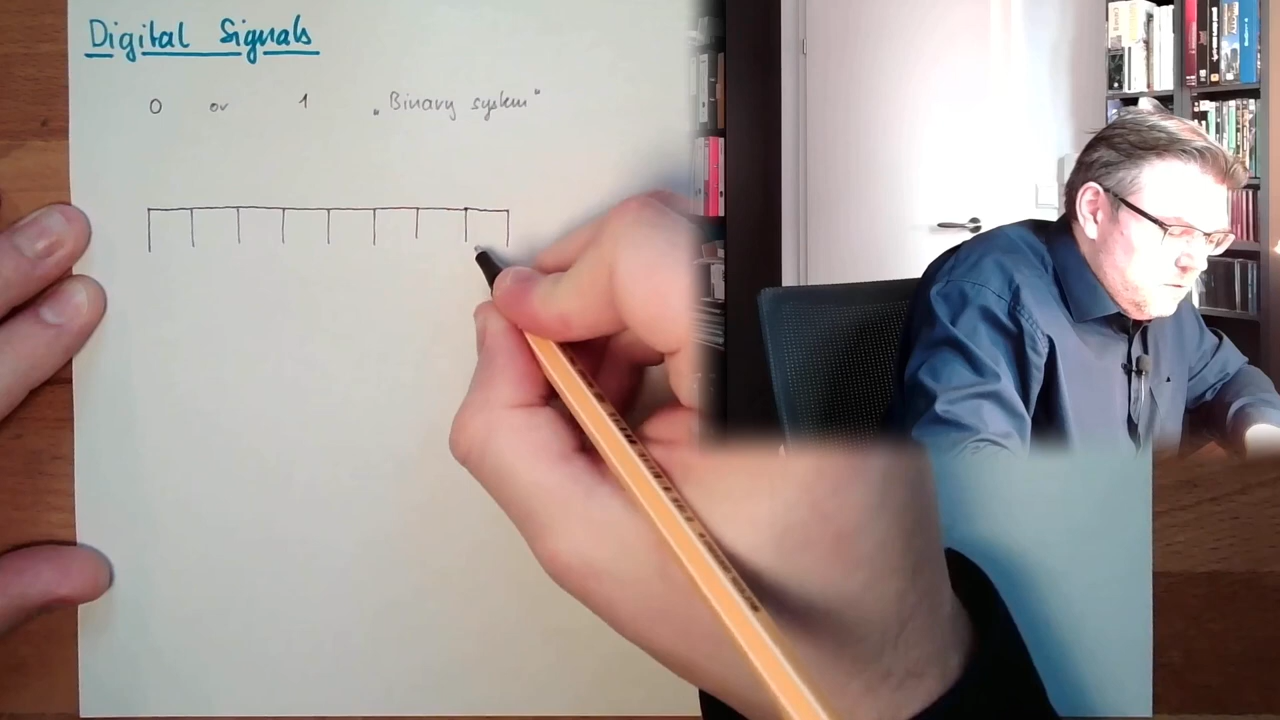 Digital Signals
0 or 1 „Binary system"